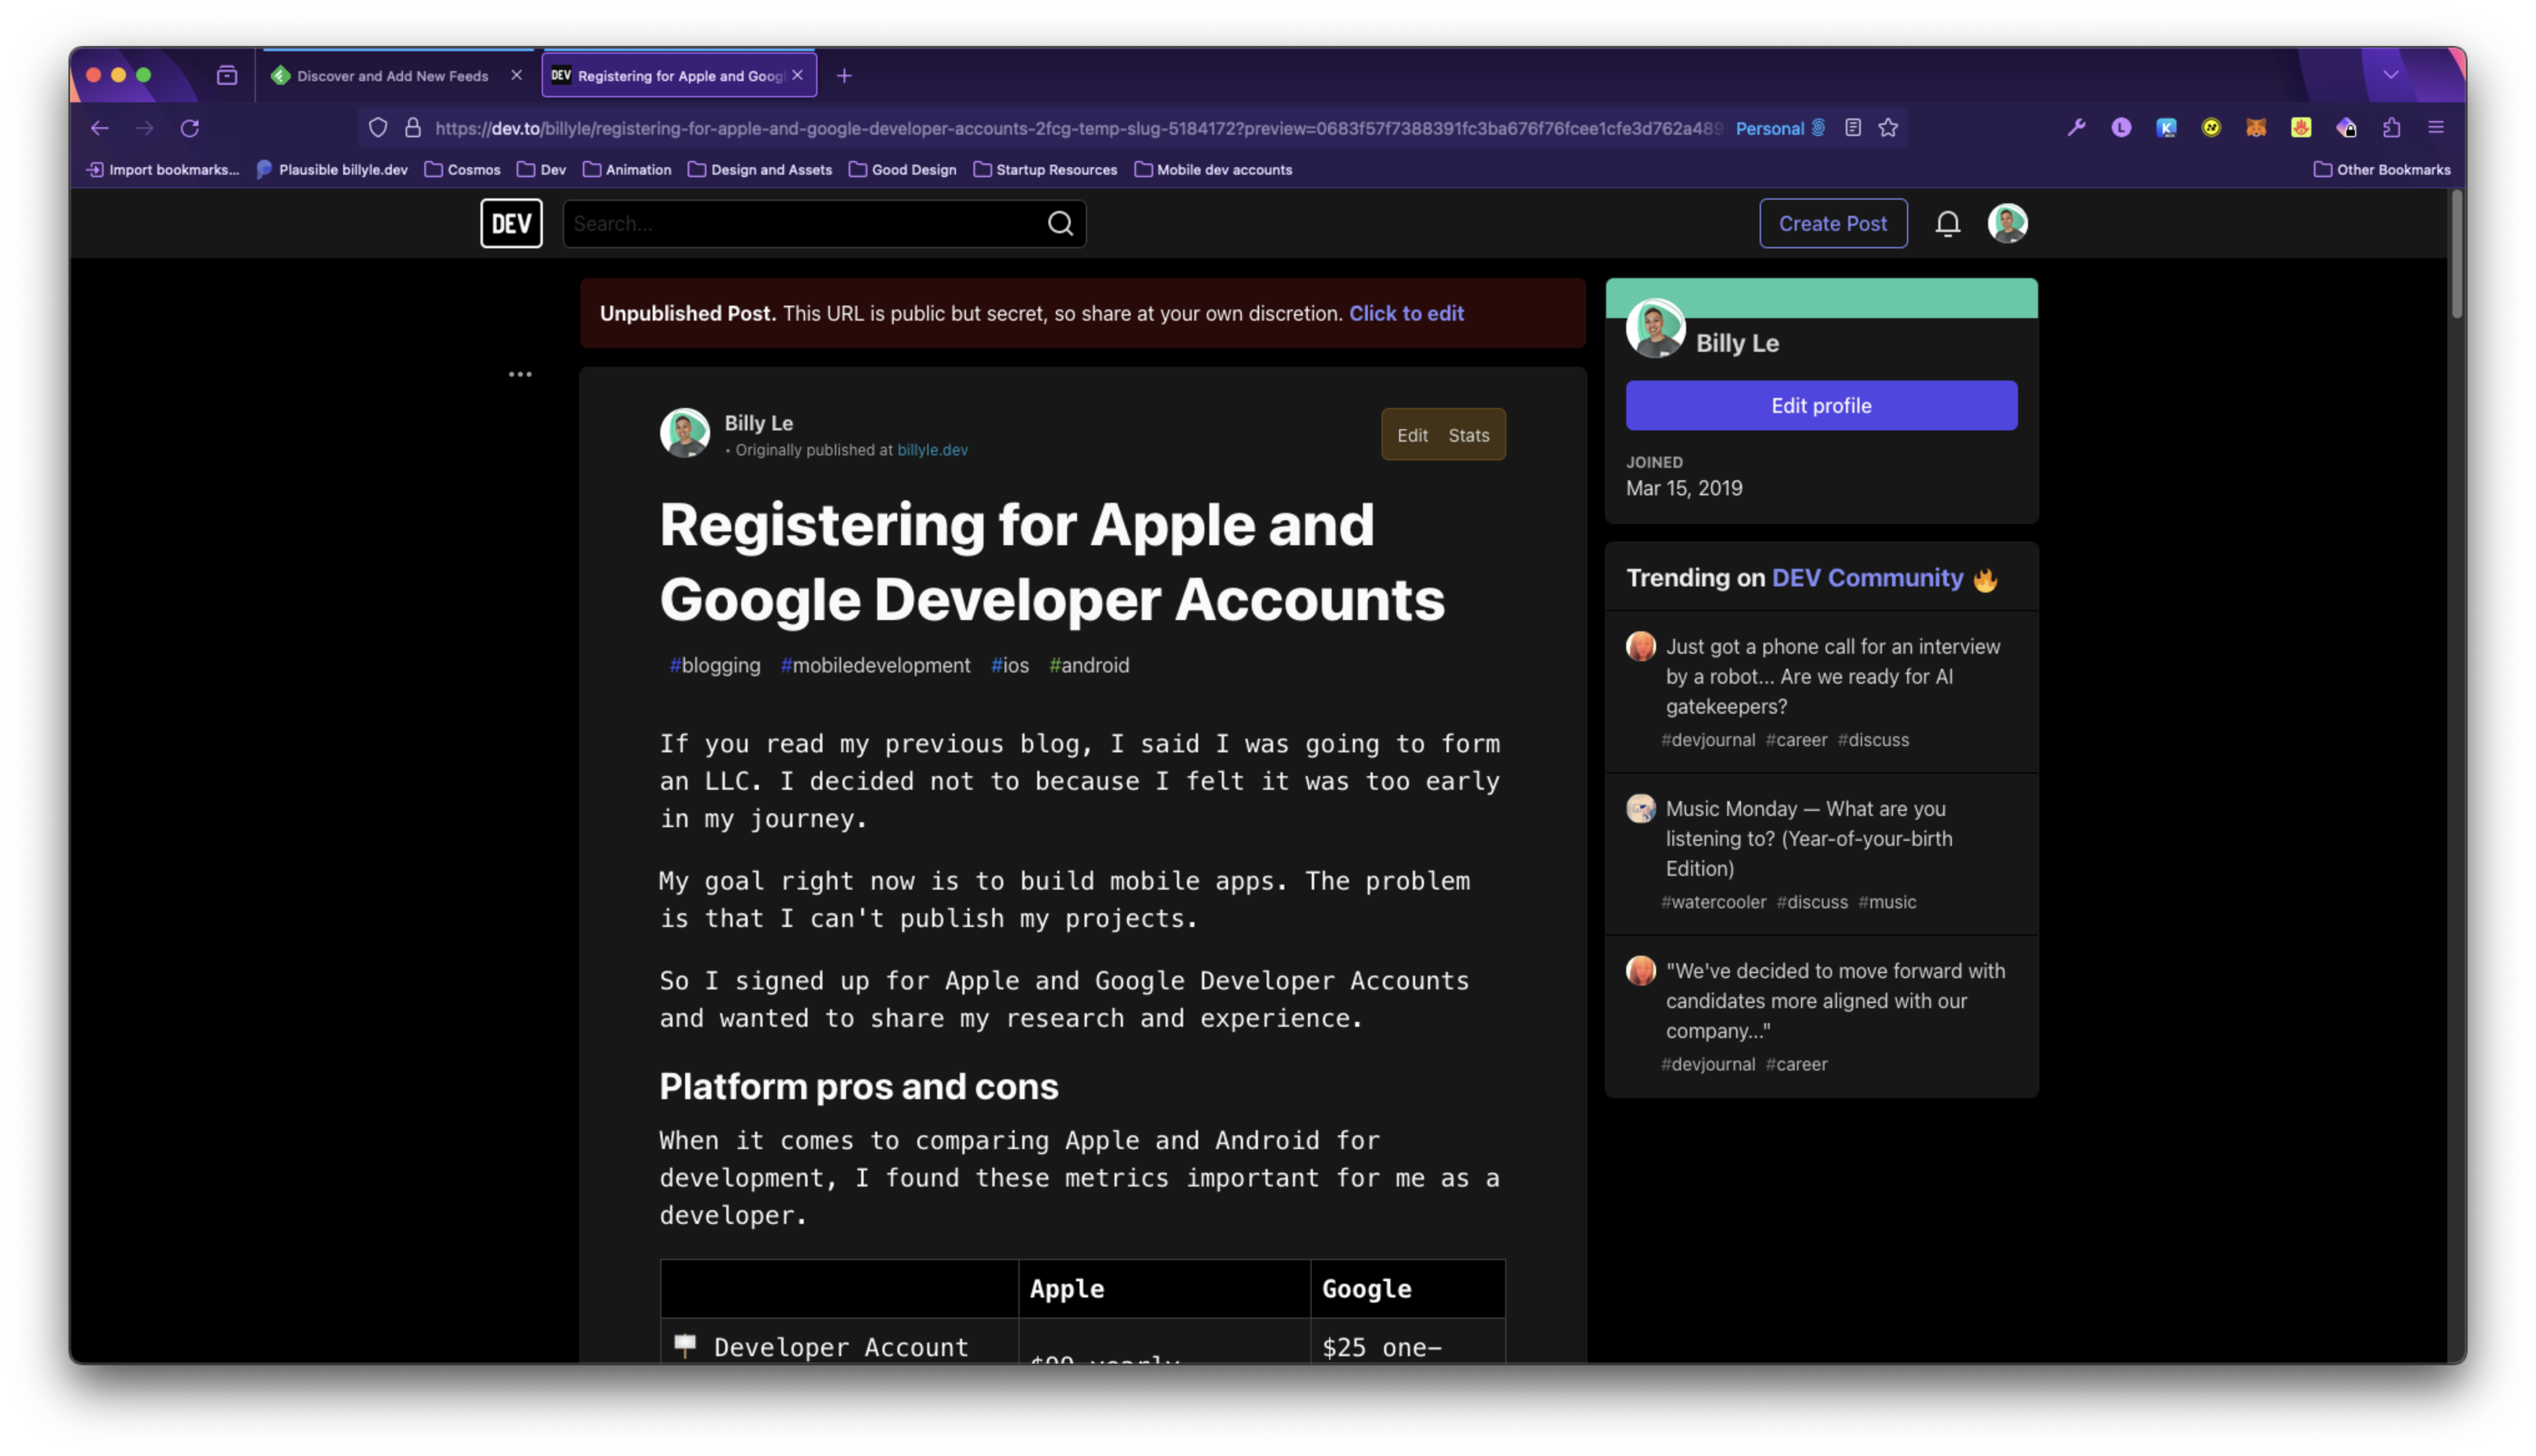 Discover and Add New Feeds
DEV Registering for Apple and Goog
https://dev.to/billyle/registering-for-apple-and-google-developer-accounts-2fcg-temp-slug-5184172?preview=0683f57f7388391fc3ba676f76fcee1cfe3d762a489 Personal
Import bookmarks... Plausible billyle.dev Cosmos Dev Animation Design and Assets Good Design Startup Resources Mobile dev accounts Other Bookmarks
DEV Search... Create Post
Unpublished Post. This URL is public but secret, so share at your own discretion. Click to edit
Billy Le
• Originally published at billyle.dev
Edit Stats
Registering for Apple and
Google Developer Accounts
#blogging #mobiledevelopment #ios #android
If you read my previous blog, I said I was going to form
an LLC. I decided not to because I felt it was too early
in my journey.
My goal right now is to build mobile apps. The problem
is that I can't publish my projects.
So I signed up for Apple and Google Developer Accounts
and wanted to share my research and experience.
Platform pros and cons
When it comes to comparing Apple and Android for
development, I found these metrics important for me as a
developer.
Apple Google
Developer Account $99 yearly $25 one-
Billy Le
Edit profile
JOINED
Mar 15, 2019
Trending on DEV Community
Just got a phone call for an interview
by a robot... Are we ready for AI
gatekeepers?
#devjournal #career #discuss
Music Monday — What are you
listening to? (Year-of-your-birth
Edition)
#watercooler #discuss #music
"We've decided to move forward with
candidates more aligned with our
company..."
#devjournal #career